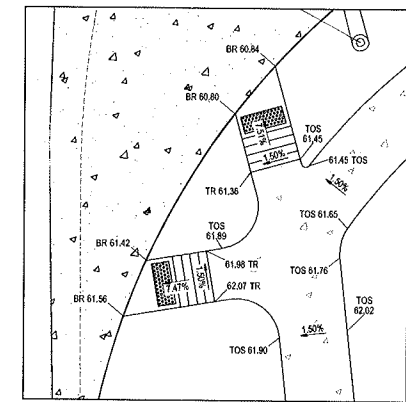 BR 60.84
BR 60.80
7.51%
TOS
61.45
61.45 TOS
1.50%
1.50%
TR 61.36
TOS
61.89
TOS 61.65
BR 61.42
61.98 TR
TOS 61.76
1.50%
7.47%
62.07 TR
BR 61.56
TOS
62.02
1.50%
TOS 61.90